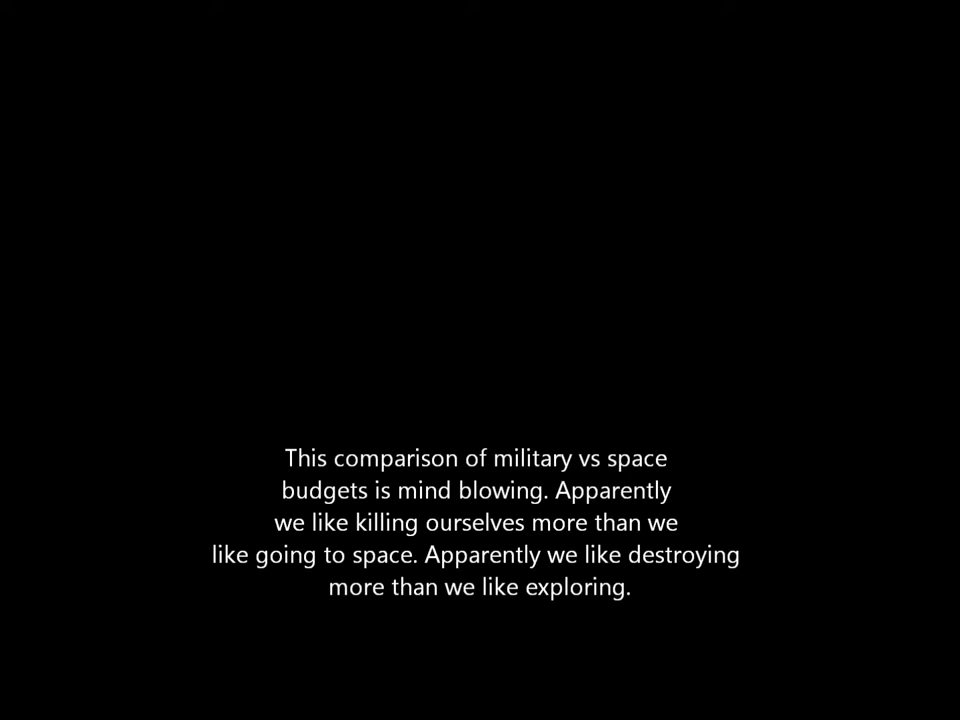 This comparison of military vs space
budgets is mind blowing. Apparently
we like killing ourselves more than we
like going to space. Apparently we like destroying
more than we like exploring.